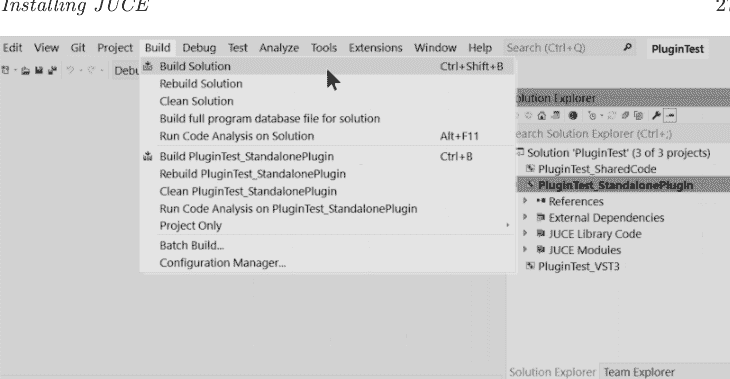 Installing JUCE
Edit View Git Project Build Debug Test Analyze Tools Extensions Window Help Search (Ctrl+Q) PluginTest
Debu
Build Solution Ctrl+Shift+B
Rebuild Solution
Clean Solution
Build full program database file for solution
Run Code Analysis on Solution Alt+F11
Build PluginTest_StandalonePlugin Ctrl+B
Rebuild PluginTest_StandalonePlugin
Clean PluginTest_StandalonePlugin
Run Code Analysis on PluginTest_StandalonePlugin
Project Only
Batch Build...
Configuration Manager...
olution Explorer
earch Solution Explorer (Ctrl+;)
Solution 'PluginTest' (3 of 3 projects)
PluginTest_SharedCode
PluginTest_StandalonePlugin
References
External Dependencies
JUCE Library Code
JUCE Modules
PluginTest_VST3
Solution Explorer Team Explorer